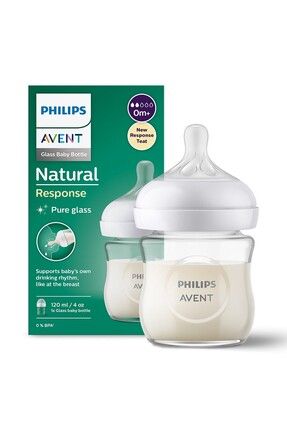 PHILIPS
AVENT
Glass Baby Bottle
0m+
New
Response
Teat
Natural
Response
Pure glass
Supports baby's own
drinking rhythm,
like at the breast
120 ml / 4 oz
1x Glass baby bottle
0 % BPA¹
PHILIPS
AVENT